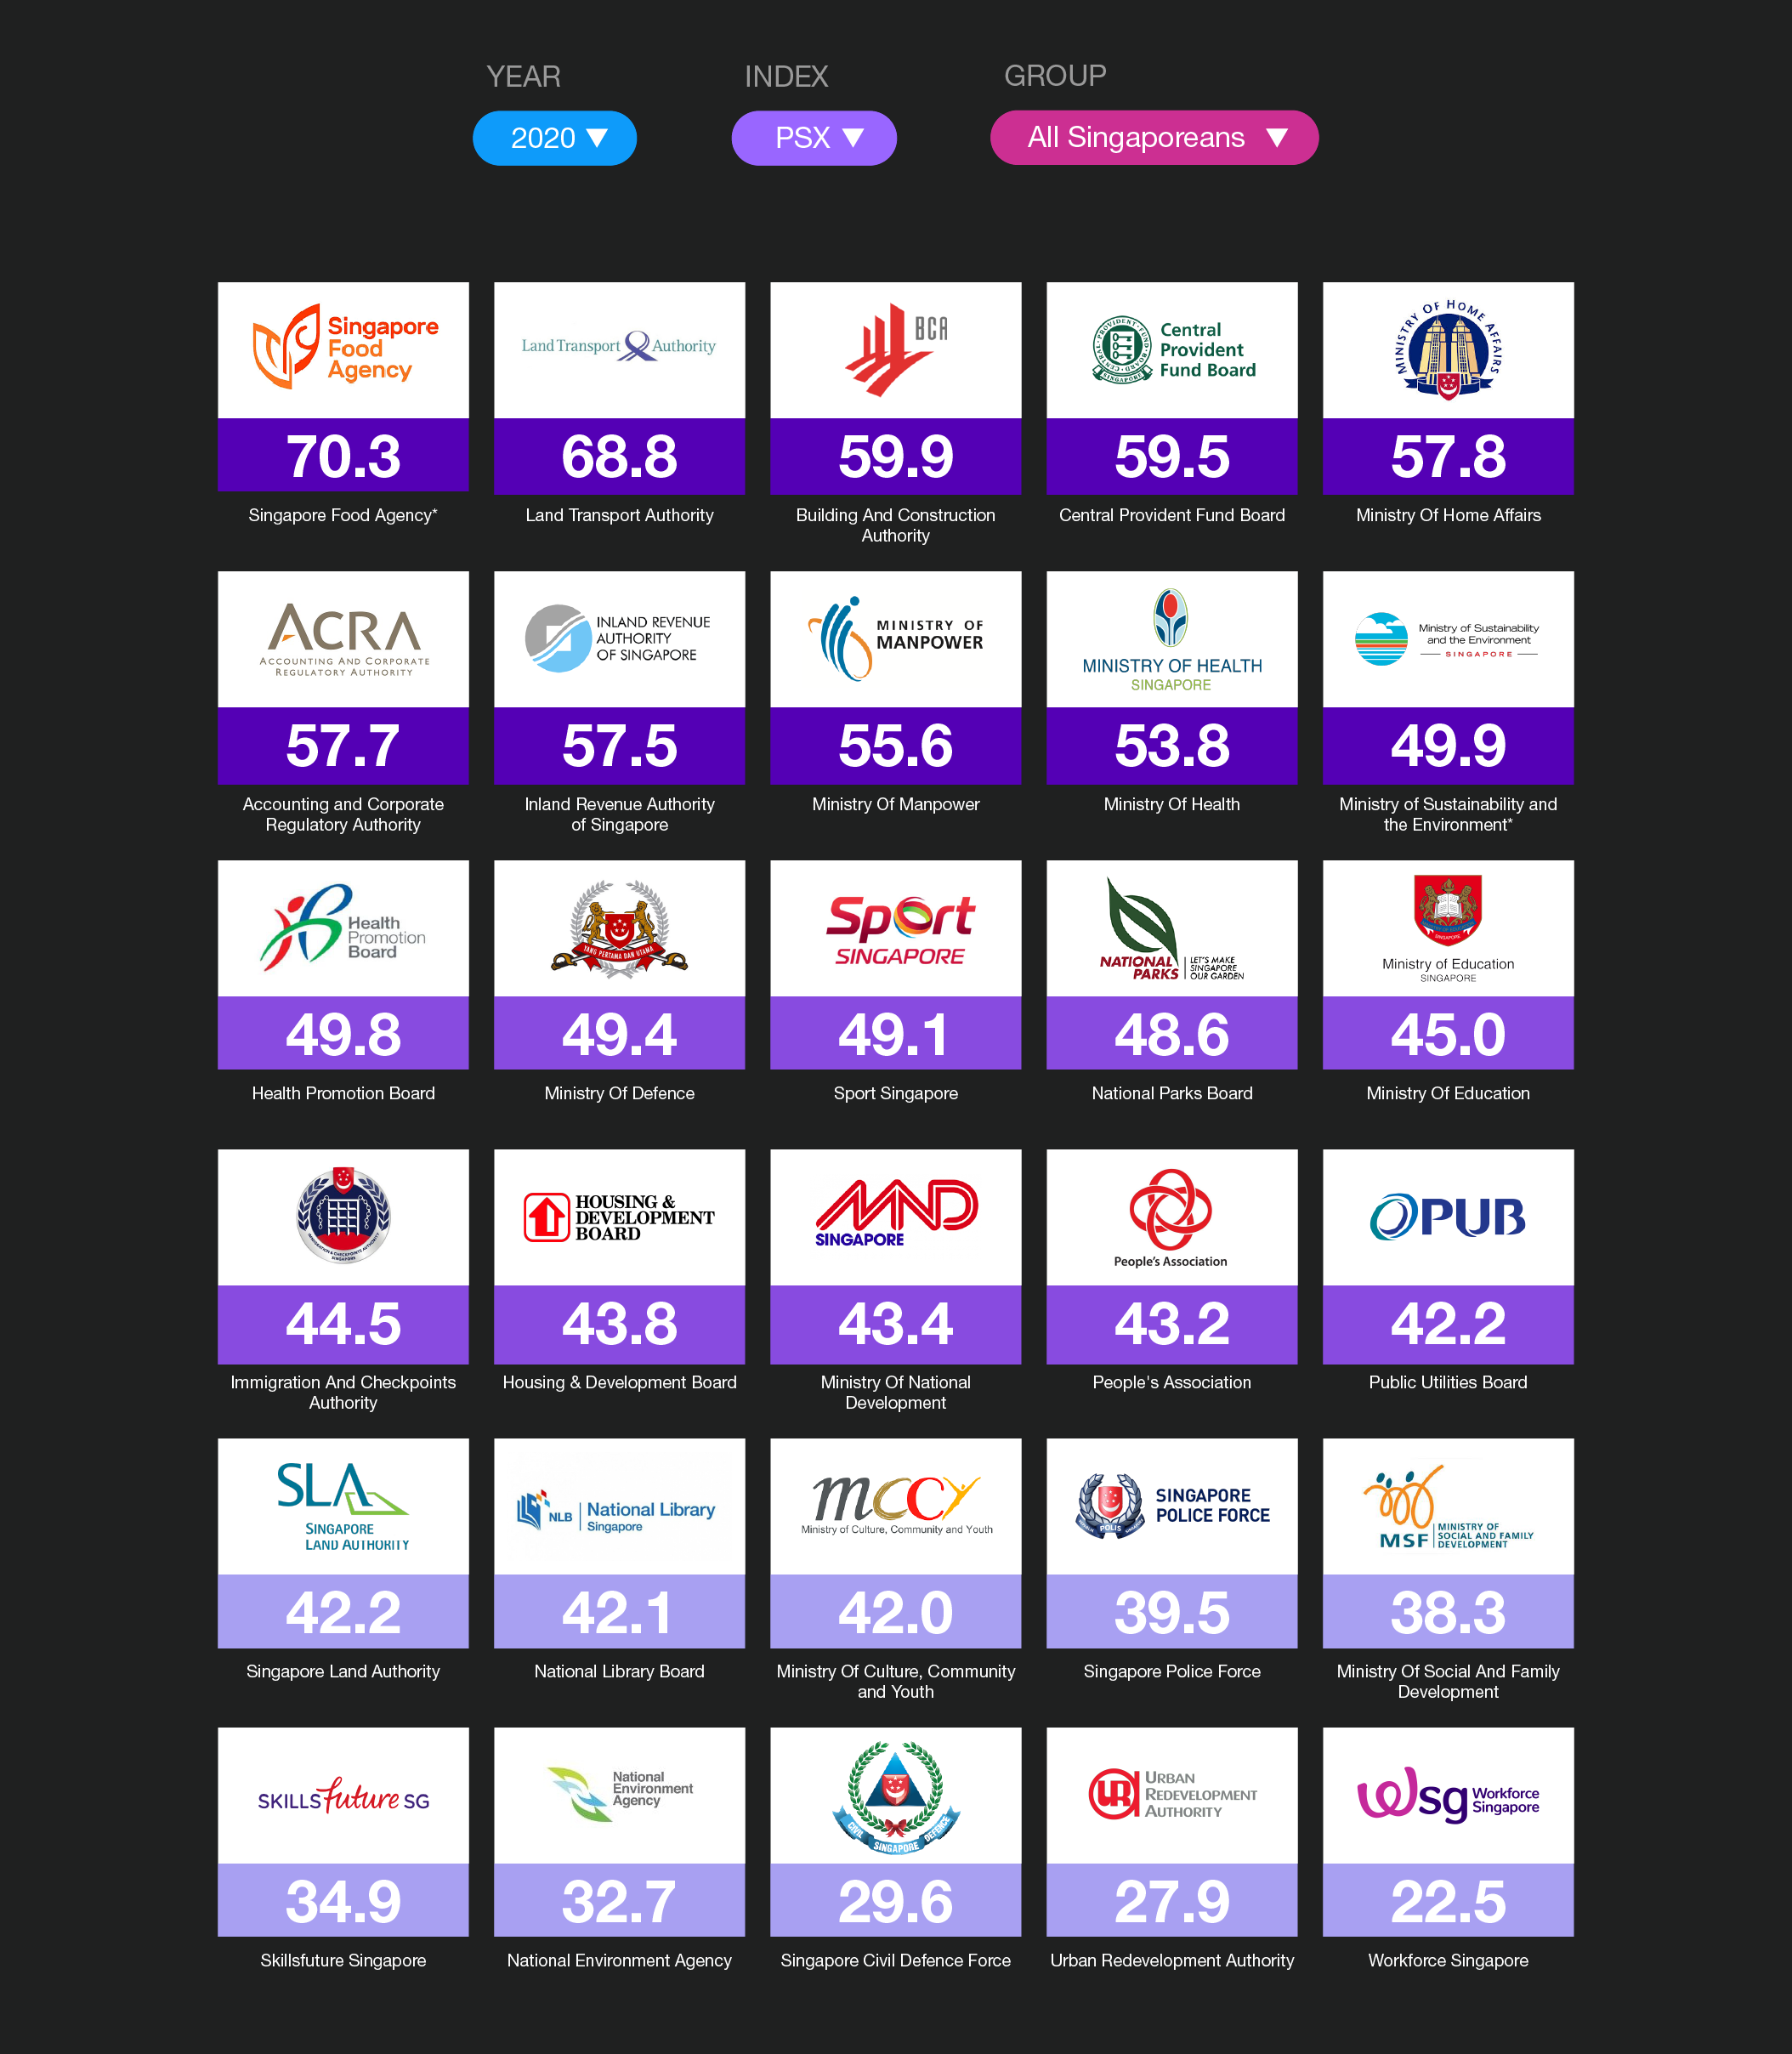 YEAR
INDEX
GROUP
2020 ▼
PSX ▼
All Singaporeans ▼
Singapore
Food
Agency
70.3
Singapore Food Agency*
Land Transport Authority
68.8
Land Transport Authority
BCA
59.9
Building And Construction
Authority
CENTRAL PROVIDENT FUND BOARD
SINGAPORE
Central
Provident
Fund Board
59.5
Central Provident Fund Board
MINISTRY OF HOME AFFAIRS
57.8
Ministry Of Home Affairs
ACRA
ACCOUNTING AND CORPORATE
REGULATORY AUTHORITY
57.7
Accounting and Corporate
Regulatory Authority
INLAND REVENUE
AUTHORITY
OF SINGAPORE
57.5
Inland Revenue Authority
of Singapore
MINISTRY OF
MANPOWER
55.6
Ministry Of Manpower
MINISTRY OF HEALTH
SINGAPORE
53.8
Ministry Of Health
Ministry of Sustainability
and the Environment
SINGAPORE
49.9
Ministry of Sustainability and
the Environment*
Health
Promotion
Board
49.8
Health Promotion Board
YANG PERTAMA DAN UTAMA
49.4
Ministry Of Defence
Sport
SINGAPORE
49.1
Sport Singapore
NATIONAL
PARKS
LET'S MAKE
SINGAPORE
OUR GARDEN
48.6
National Parks Board
SINGAPORE
Ministry of Education
SINGAPORE
45.0
Ministry Of Education
IMMIGRATION & CHECKPOINTS AUTHORITY
SINGAPORE
44.5
Immigration And Checkpoints
Authority
HOUSING &
DEVELOPMENT
BOARD
43.8
Housing & Development Board
MND
SINGAPORE
43.4
Ministry Of National
Development
People's Association
43.2
People's Association
PUB
42.2
Public Utilities Board
SLA
SINGAPORE
LAND AUTHORITY
42.2
Singapore Land Authority
NLB
National Library
Singapore
42.1
National Library Board
mccy
Ministry of Culture, Community and Youth
42.0
Ministry Of Culture, Community
and Youth
POLIS
SINGAPORE
POLICE FORCE
39.5
Singapore Police Force
MSF
MINISTRY OF
SOCIAL AND FAMILY
DEVELOPMENT
38.3
Ministry Of Social And Family
Development
SKILLSfuture SG
34.9
Skillsfuture Singapore
National
Environment
Agency
32.7
National Environment Agency
CIVIL
SINGAPORE
DEFENCE
29.6
Singapore Civil Defence Force
UR
URBAN
REDEVELOPMENT
AUTHORITY
27.9
Urban Redevelopment Authority
wsg
Workforce
Singapore
22.5
Workforce Singapore